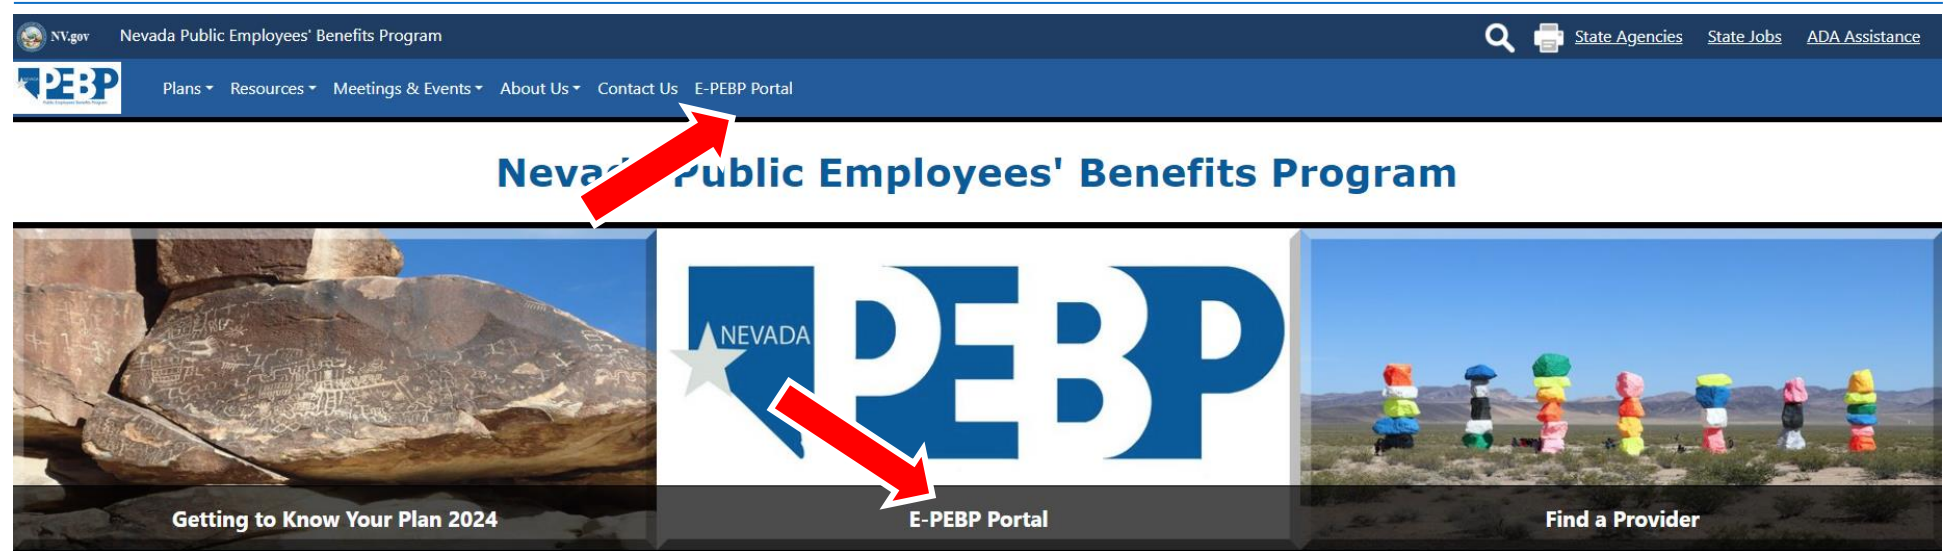 NV.gov Nevada Public Employees' Benefits Program State Agencies State Jobs ADA Assistance
PEBP Plans Resources Meetings & Events About Us Contact Us E-PEBP Portal
Nevada Public Employees' Benefits Program
NEVADA
PEBP
Getting to Know Your Plan 2024 E-PEBP Portal Find a Provider